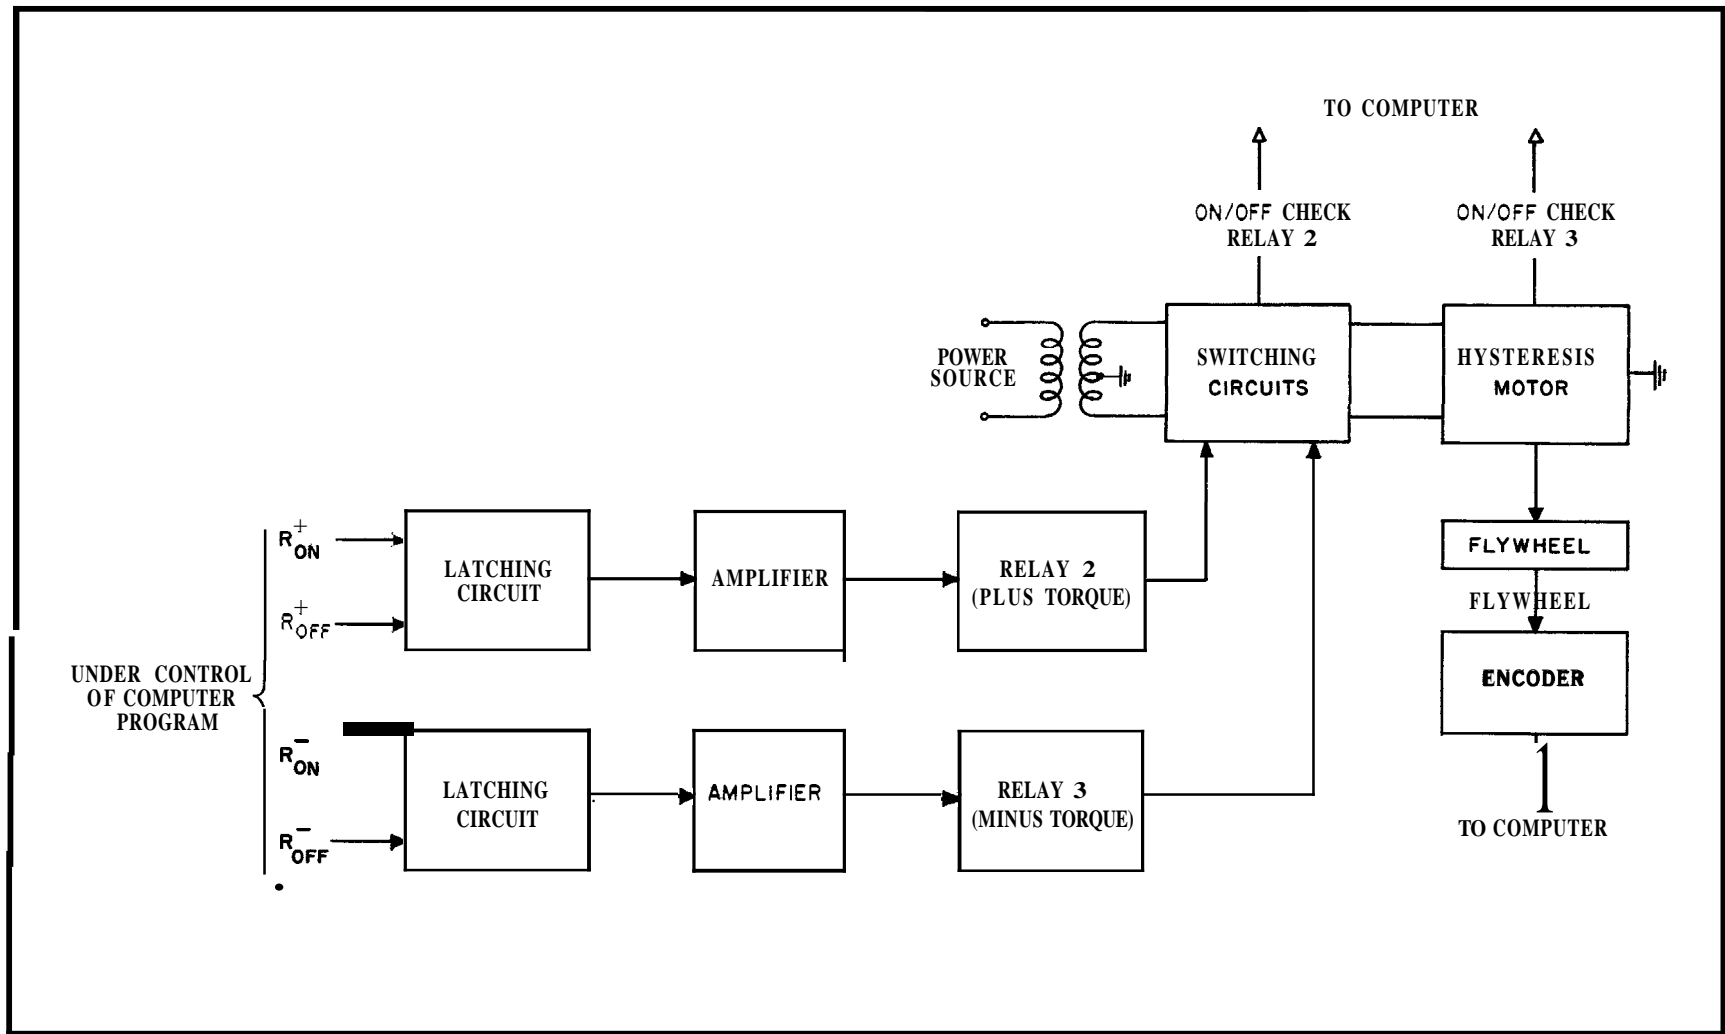 TO COMPUTER
ON/OFF CHECK
RELAY 2
ON/OFF CHECK
RELAY 3
POWER
SOURCE
SWITCHING
CIRCUITS
HYSTERESIS
MOTOR
R+ON
R+OFF
LATCHING
CIRCUIT
AMPLIFIER
RELAY 2
(PLUS TORQUE)
FLYWHEEL
FLYWHEEL
ENCODER
TO COMPUTER
UNDER CONTROL
OF COMPUTER
PROGRAM
R-ON
R-OFF
LATCHING
CIRCUIT
AMPLIFIER
RELAY 3
(MINUS TORQUE)